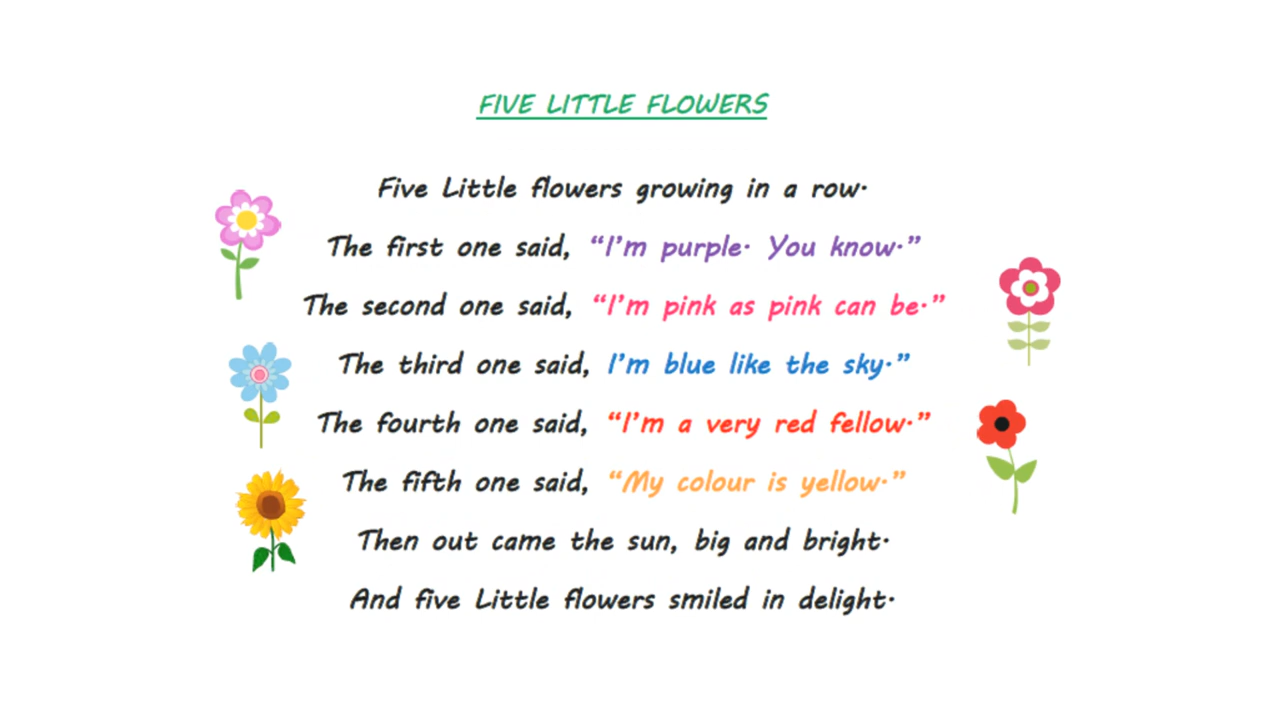 FIVE LITTLE FLOWERS
Five Little flowers growing in a row.
The first one said, “I’m purple. You know.”
The second one said, “I’m pink as pink can be.”
The third one said, I’m blue like the sky.”
The fourth one said, “I’m a very red fellow.”
The fifth one said, “My colour is yellow.”
Then out came the sun, big and bright.
And five Little flowers smiled in delight.